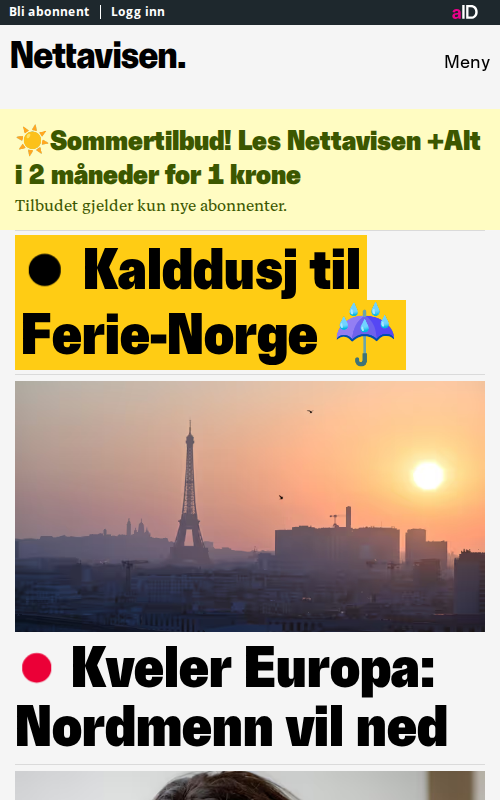 Bli abonnent | Logg inn
aID
Nettavisen.
Meny
☀️Sommertilbud! Les Nettavisen +Alt
i 2 måneder for 1 krone
Tilbudet gjelder kun nye abonnenter.
● Kalddusj til
Ferie-Norge ☔
Kveler Europa:
Nordmenn vil ned